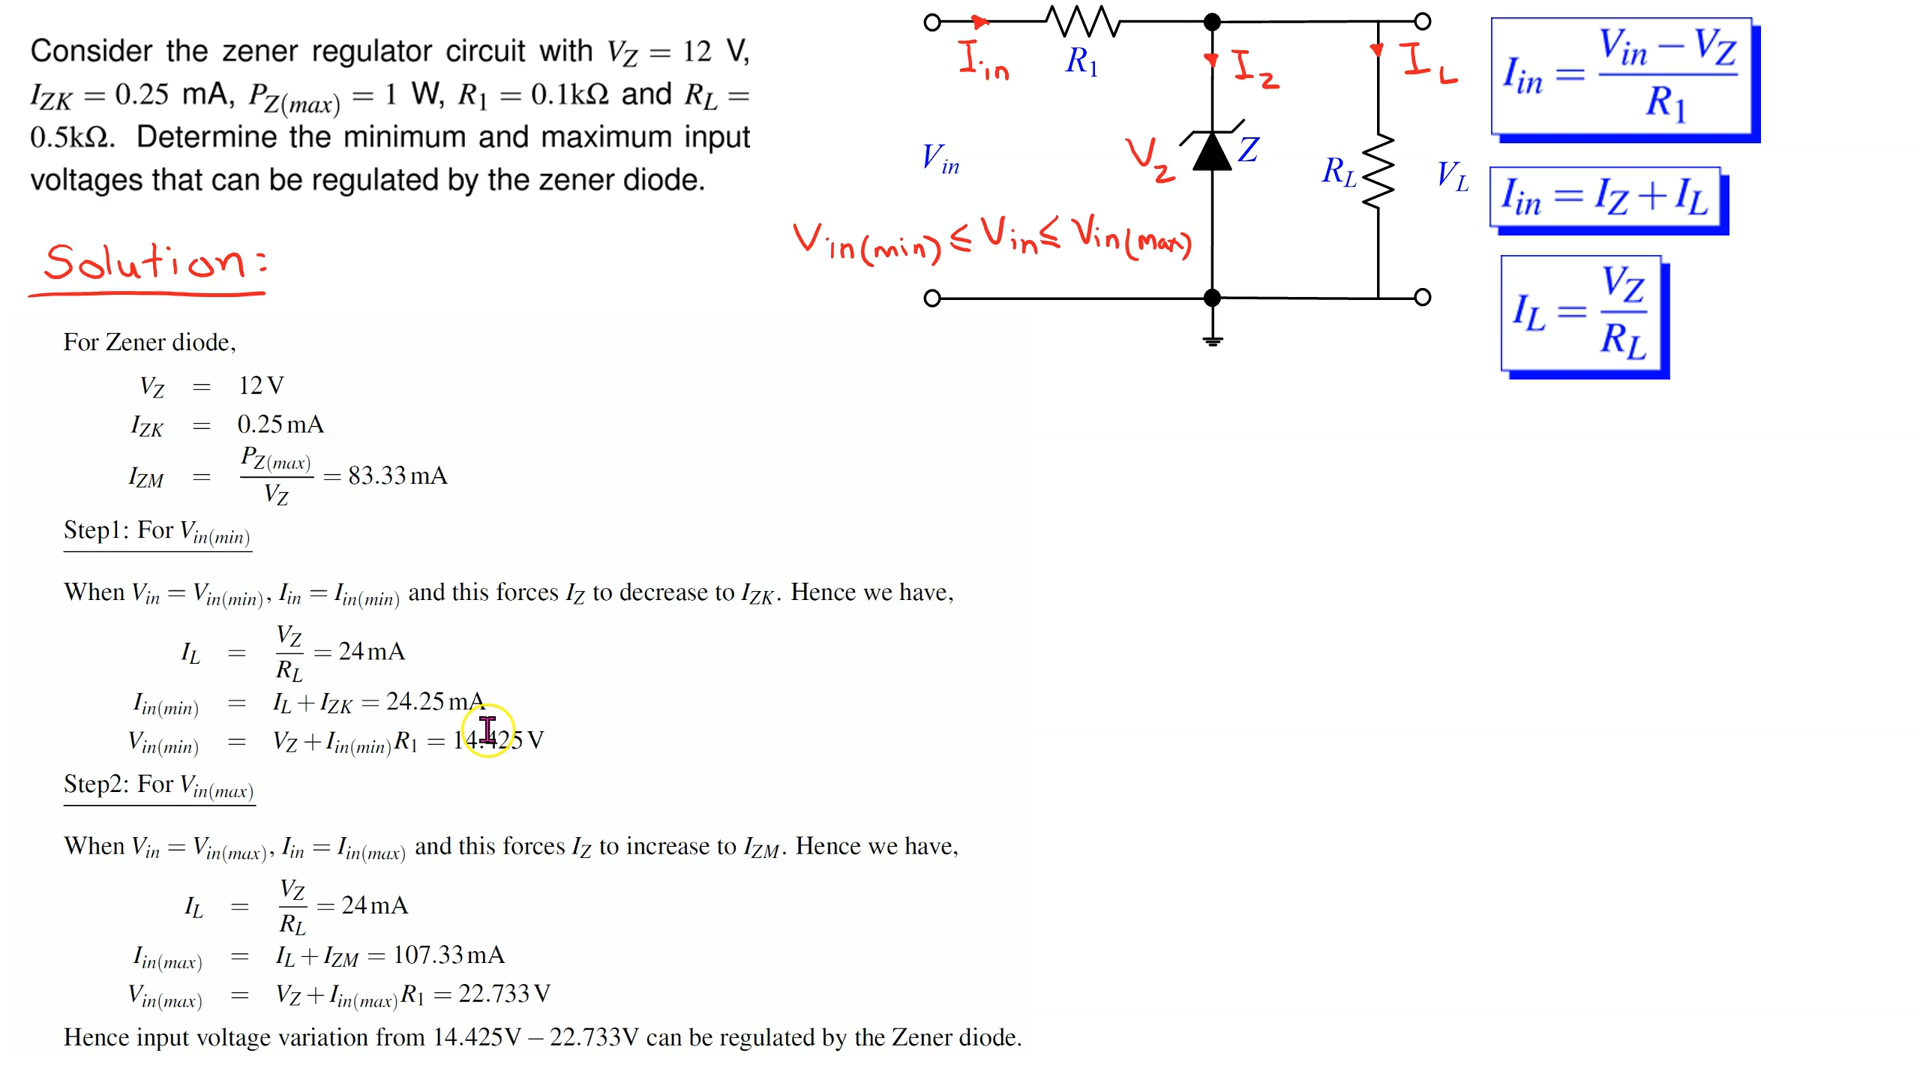 Consider the zener regulator circuit with V_Z = 12 V,
I_ZK = 0.25 mA, P_Z(max) = 1 W, R_1 = 0.1kΩ and R_L =
0.5kΩ. Determine the minimum and maximum input
voltages that can be regulated by the zener diode.
Solution:
For Zener diode,
V_Z = 12 V
I_ZK = 0.25 mA
I_ZM = P_Z(max) / V_Z = 83.33 mA
Step1: For V_in(min)
When V_in = V_in(min), I_in = I_in(min) and this forces I_Z to decrease to I_ZK. Hence we have,
I_L = V_Z / R_L = 24 mA
I_in(min) = I_L + I_ZK = 24.25 mA
V_in(min) = V_Z + I_in(min) R_1 = 14.425 V
Step2: For V_in(max)
When V_in = V_in(max), I_in = I_in(max) and this forces I_Z to increase to I_ZM. Hence we have,
I_L = V_Z / R_L = 24 mA
I_in(max) = I_L + I_ZM = 107.33 mA
V_in(max) = V_Z + I_in(max) R_1 = 22.733 V
Hence input voltage variation from 14.425V – 22.733V can be regulated by the Zener diode.
I_in
R_1
I_Z
I_L
V_in
V_Z
Z
R_L
V_L
V_in(min) ≤ V_in ≤ V_in(max)
I_in = (V_in − V_Z) / R_1
I_in = I_Z + I_L
I_L = V_Z / R_L